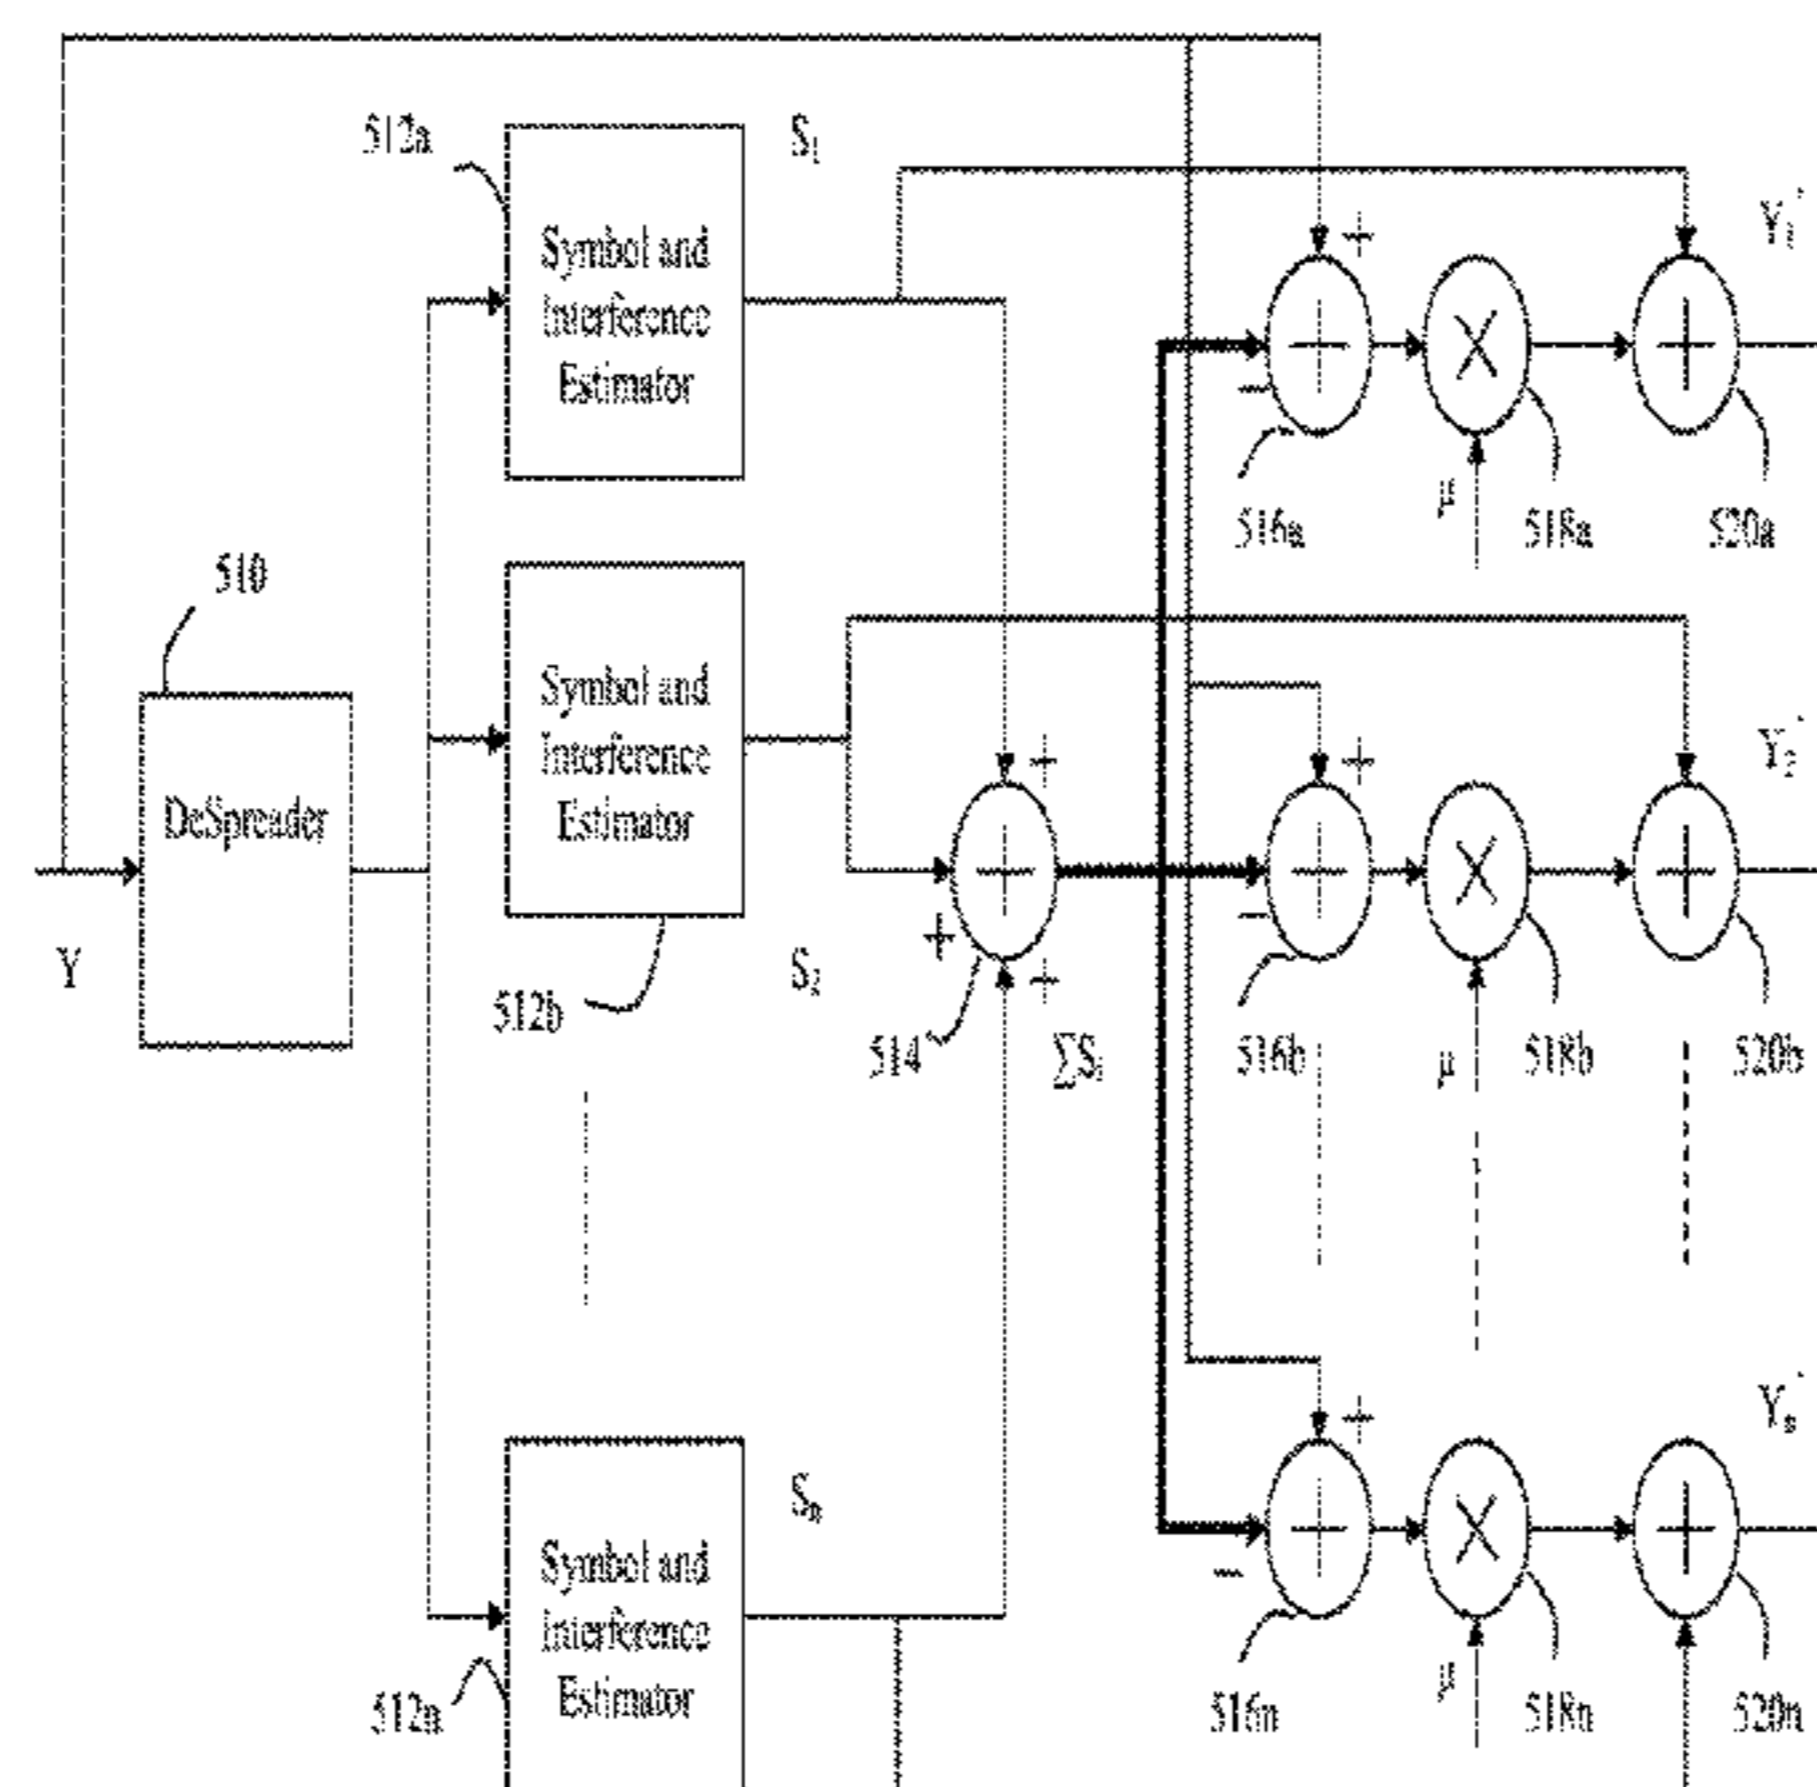 512a
S₁
Symbol and
Interference
Estimator
+
Y₁'
−
μ
516a
518a
520a
510
DeSpreader
Y
Symbol and
Interference
Estimator
512b
S₂
+
+
+
514
∑Sᵢ
+
−
Y₂'
516b
μ
518b
520b
Sₙ
Symbol and
Interference
Estimator
512n
+
−
Yₙ'
516n
μ
518n
520n